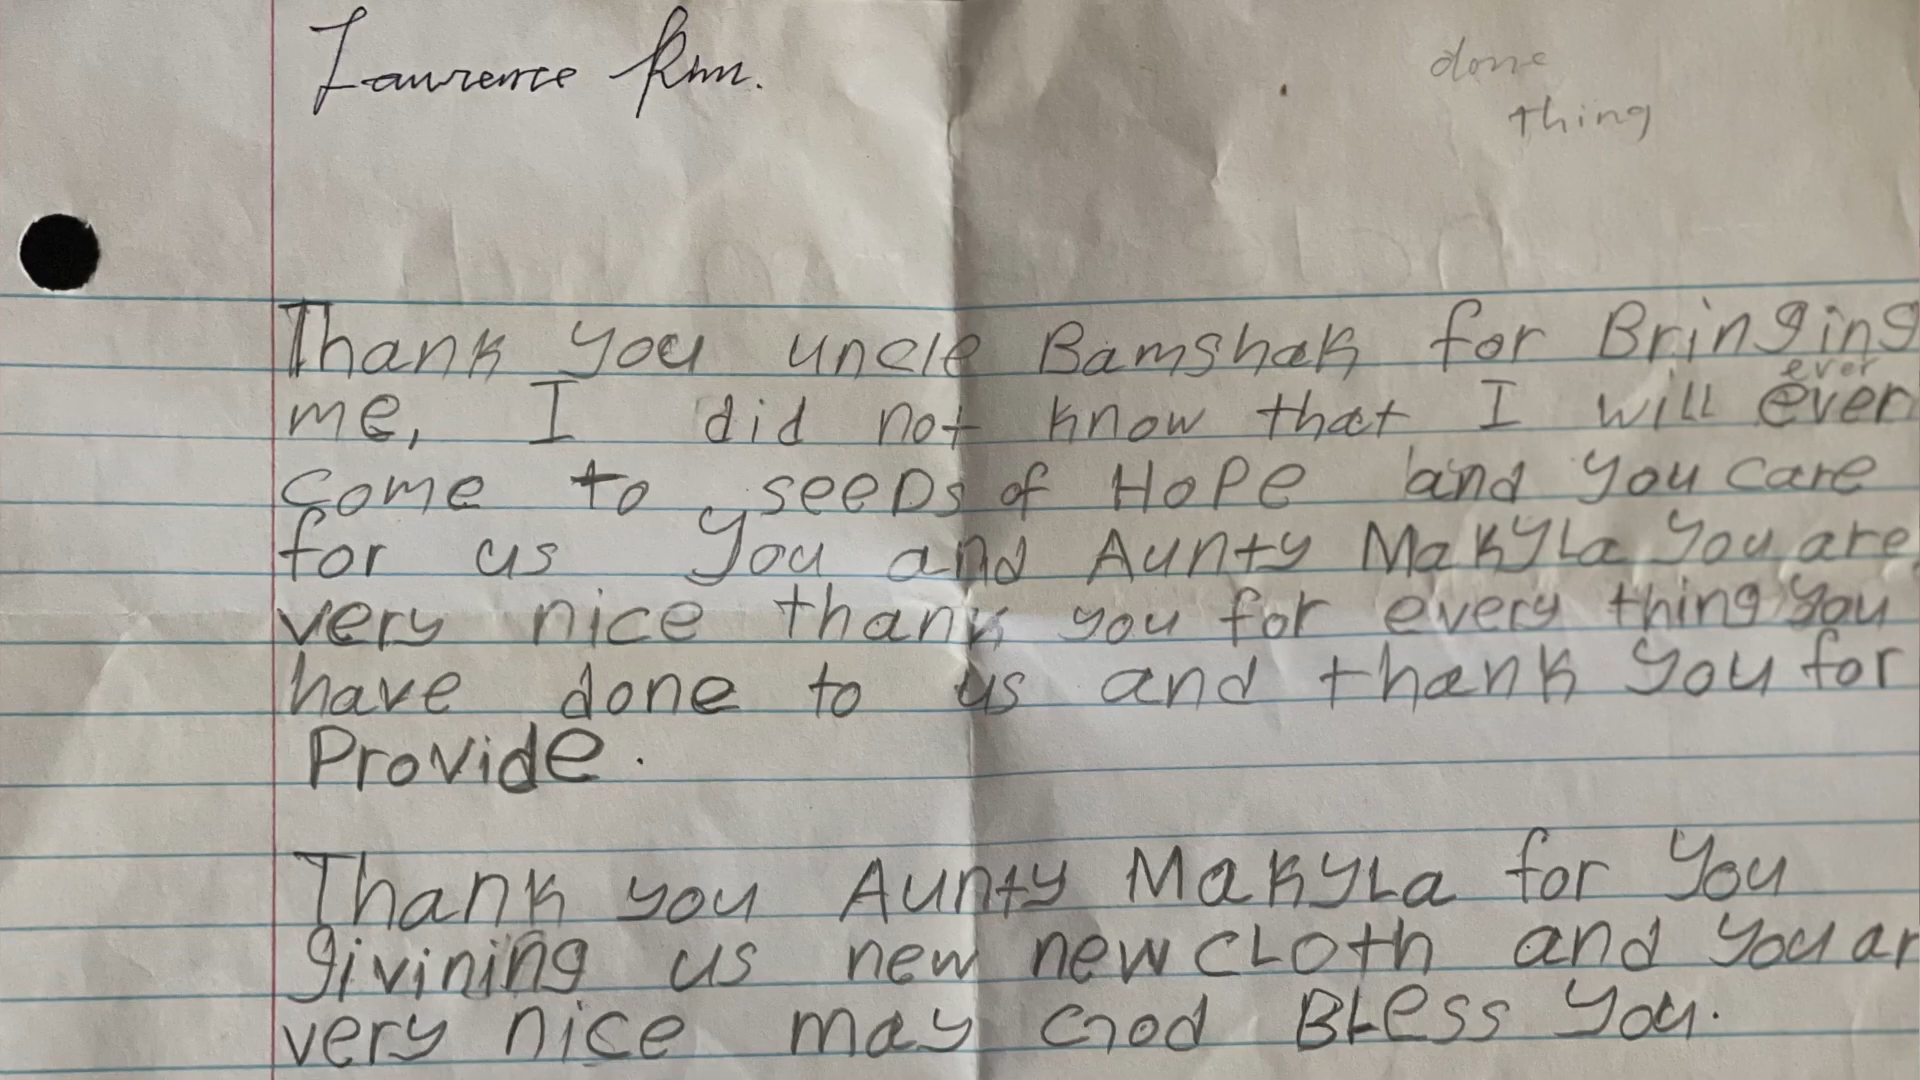 Lawrence
done
thing
Thank you uncle Bamshak for Bringing
ever
me, I did not know that I will ever
come to seeDs of HoPe and you care
for us You and Aunty MakyLa you are
very nice thank you for every thing you
have done to us and thank you for
Provide.
Thank you Aunty MakyLa for You
givining us new new cLoth and you ar
very nice may God BLess You.